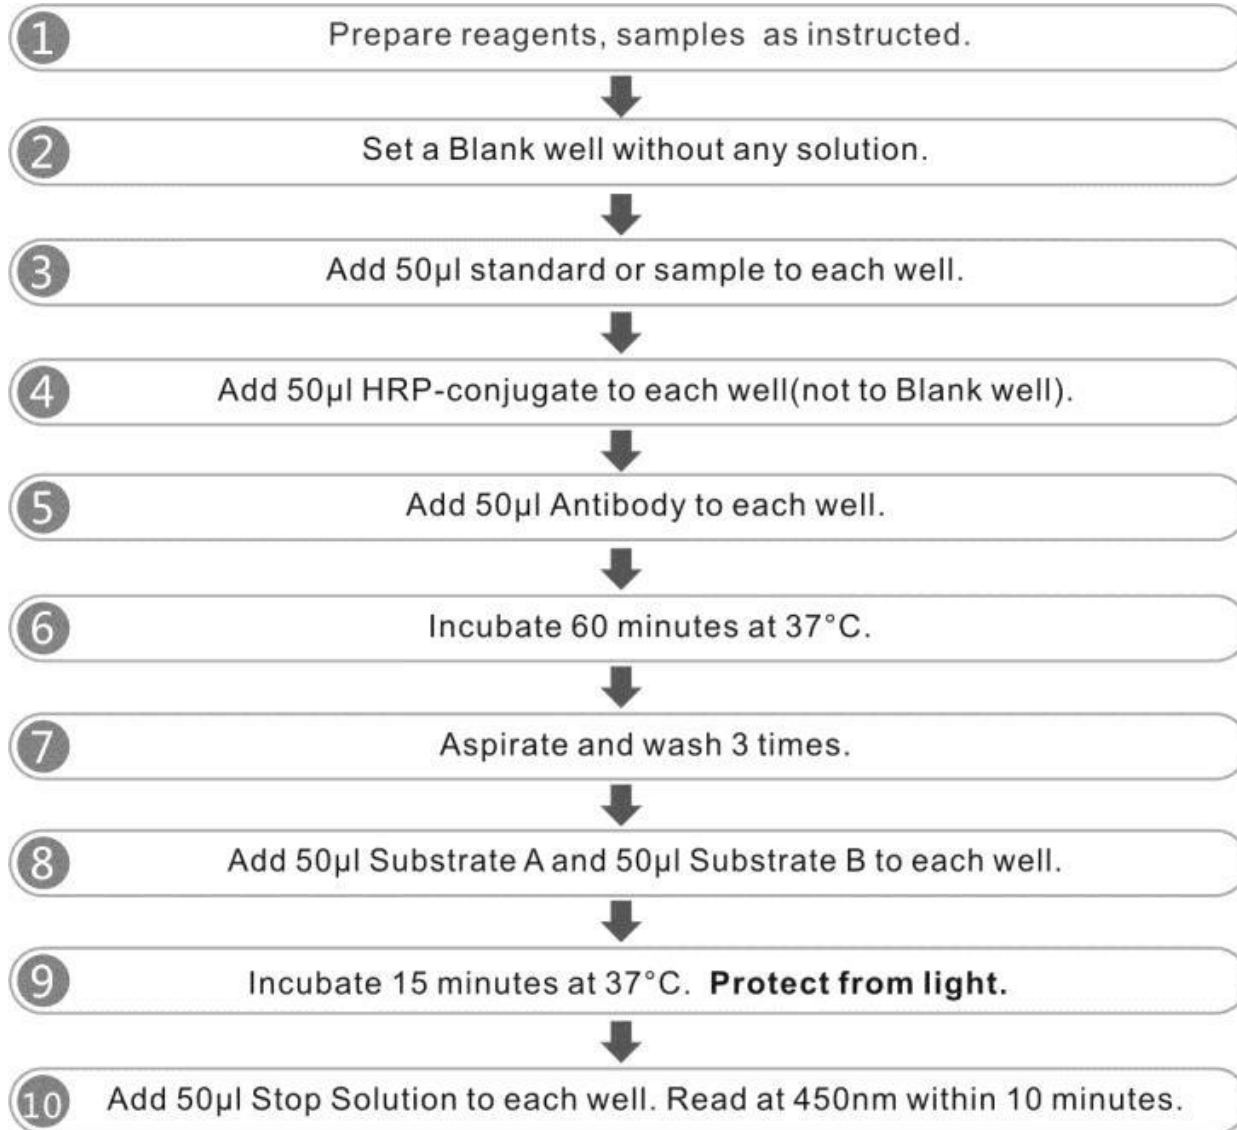 1 Prepare reagents, samples as instructed.
2 Set a Blank well without any solution.
3 Add 50μl standard or sample to each well.
4 Add 50μl HRP-conjugate to each well(not to Blank well).
5 Add 50μl Antibody to each well.
6 Incubate 60 minutes at 37°C.
7 Aspirate and wash 3 times.
8 Add 50μl Substrate A and 50μl Substrate B to each well.
9 Incubate 15 minutes at 37°C. Protect from light.
10 Add 50μl Stop Solution to each well. Read at 450nm within 10 minutes.